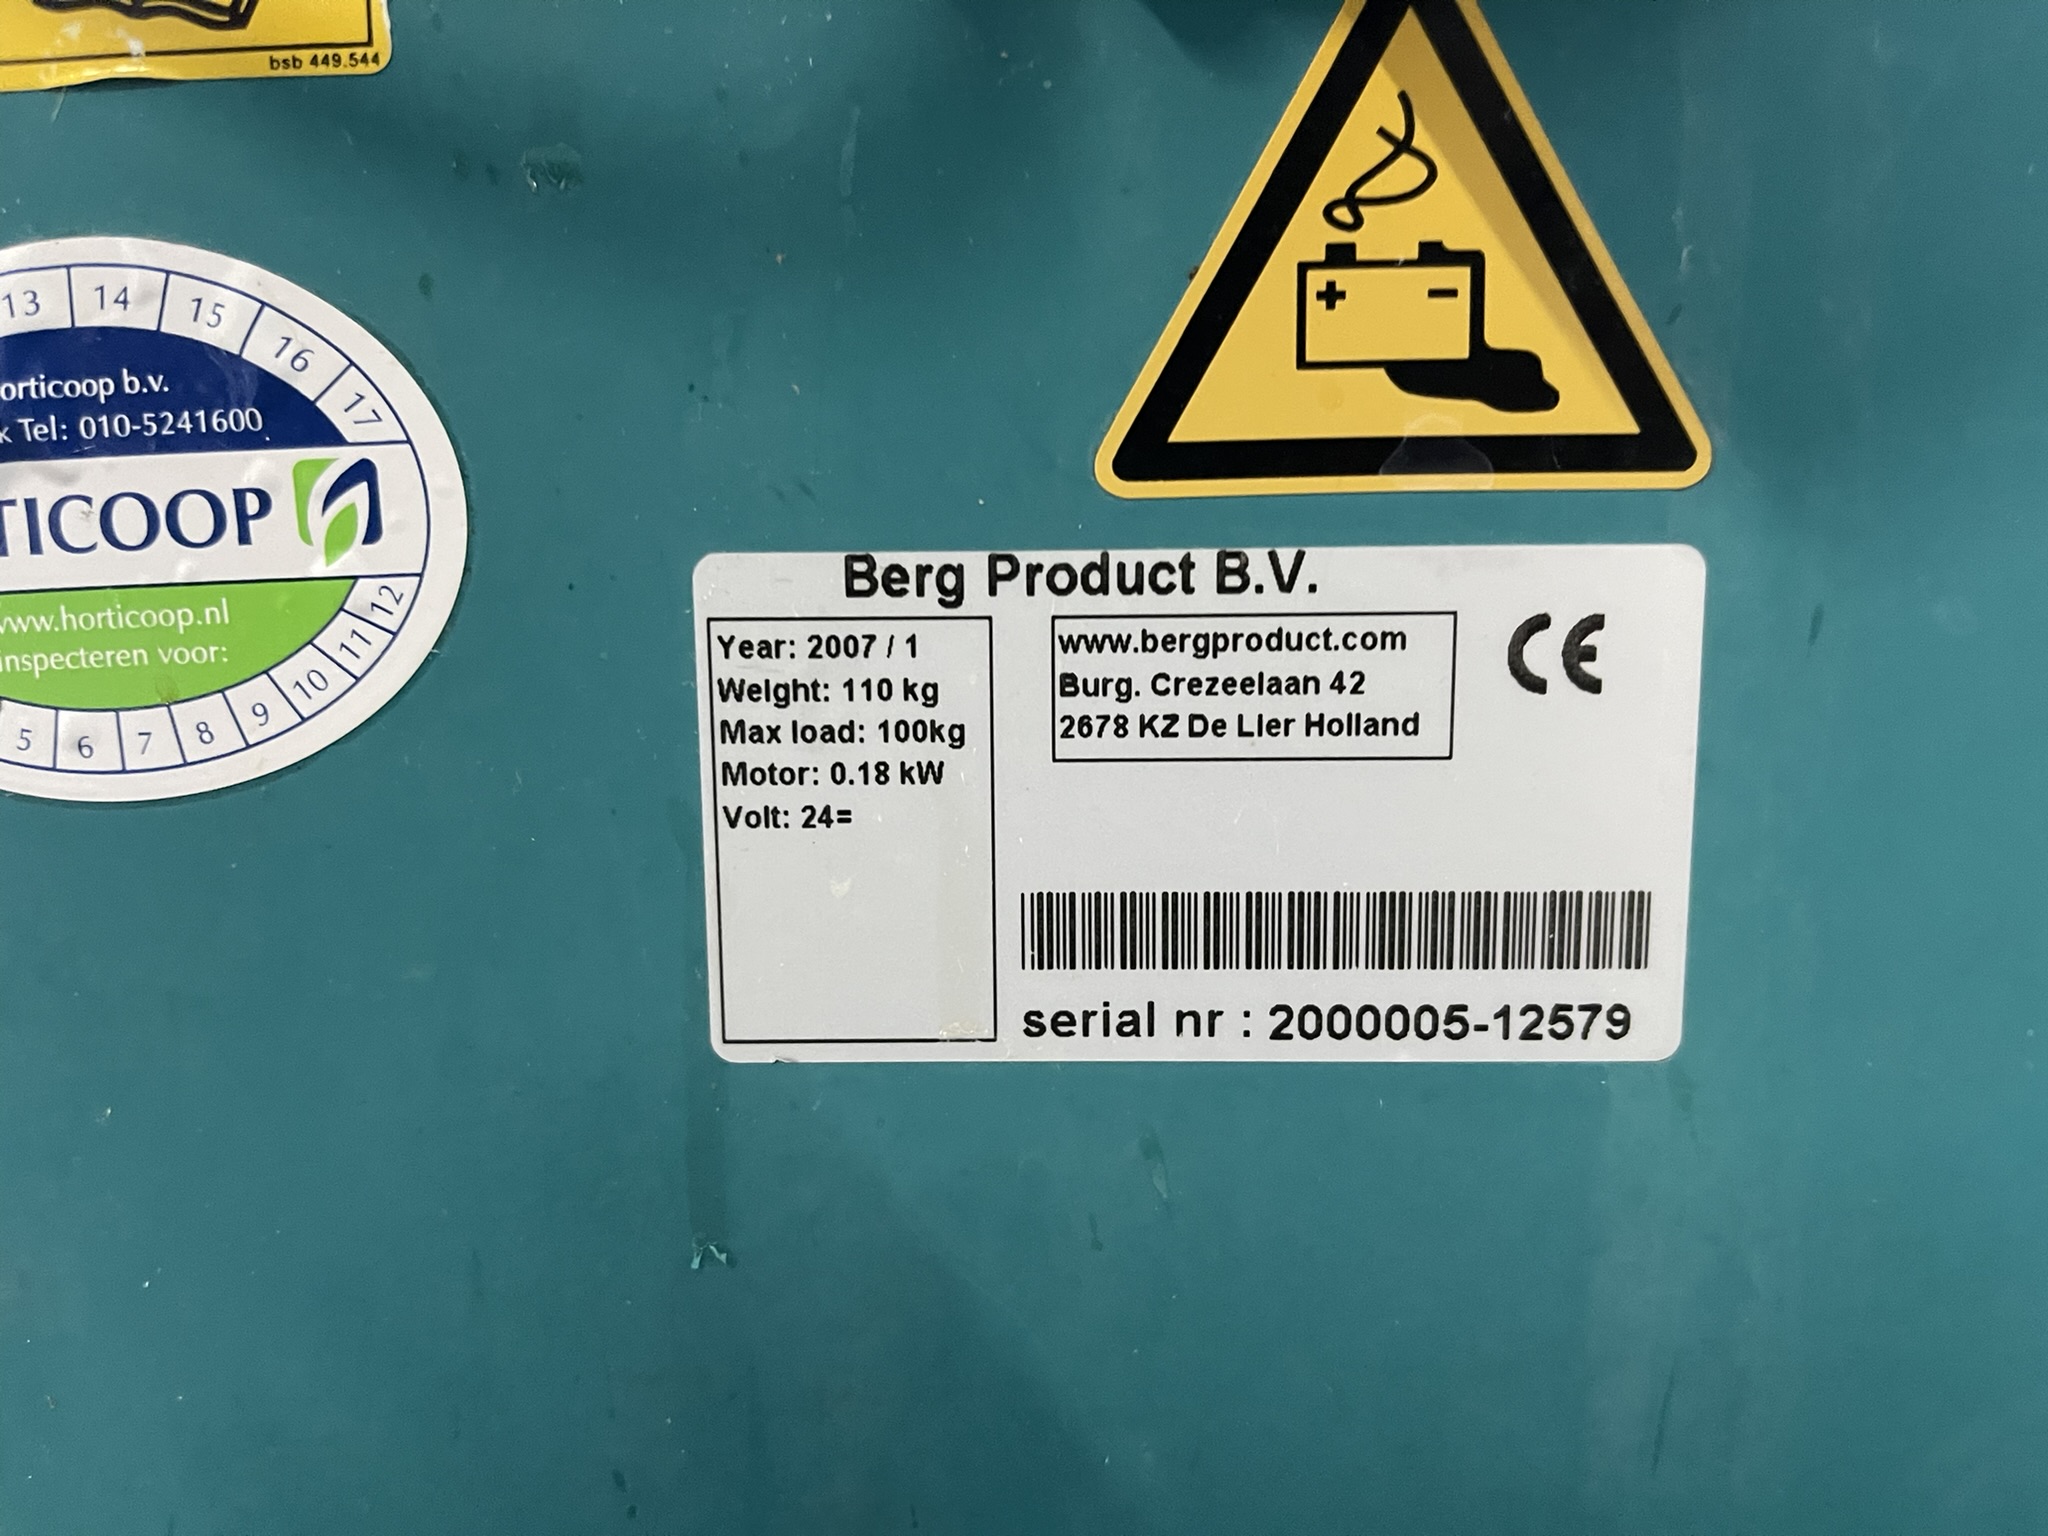 bsb 449.544
13 14 15 16 17
orticoop b.v.
k Tel: 010-5241600
TICOOP
www.horticoop.nl
inspecteren voor:
5 6 7 8 9 10 11 12
+ -
Berg Product B.V.
Year: 2007 / 1
Weight: 110 kg
Max load: 100kg
Motor: 0.18 kW
Volt: 24=
www.bergproduct.com
Burg. Crezeelaan 42
2678 KZ De Lier Holland
CE
serial nr : 2000005-12579